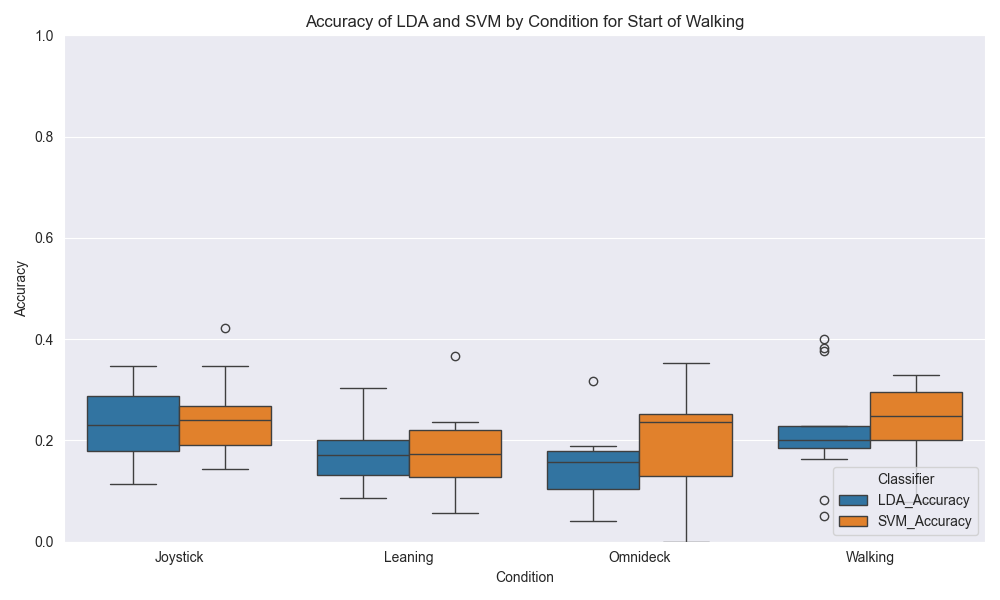 Accuracy of LDA and SVM by Condition for Start of Walking
1.0
0.8
0.6
0.4
0.2
0.0
Accuracy
Joystick
Leaning
Omnideck
Walking
Condition
Classifier
LDA_Accuracy
SVM_Accuracy